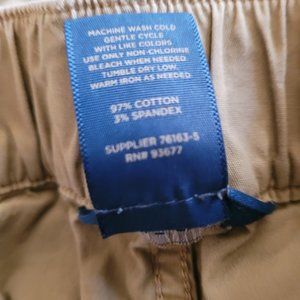 MACHINE WASH COLD
GENTLE CYCLE
WITH LIKE COLORS
USE ONLY NON-CHLORINE
BLEACH WHEN NEEDED
TUMBLE DRY LOW.
WARM IRON AS NEEDED.
97% COTTON
3% SPANDEX
SUPPLIER 76163-5
RN# 93677